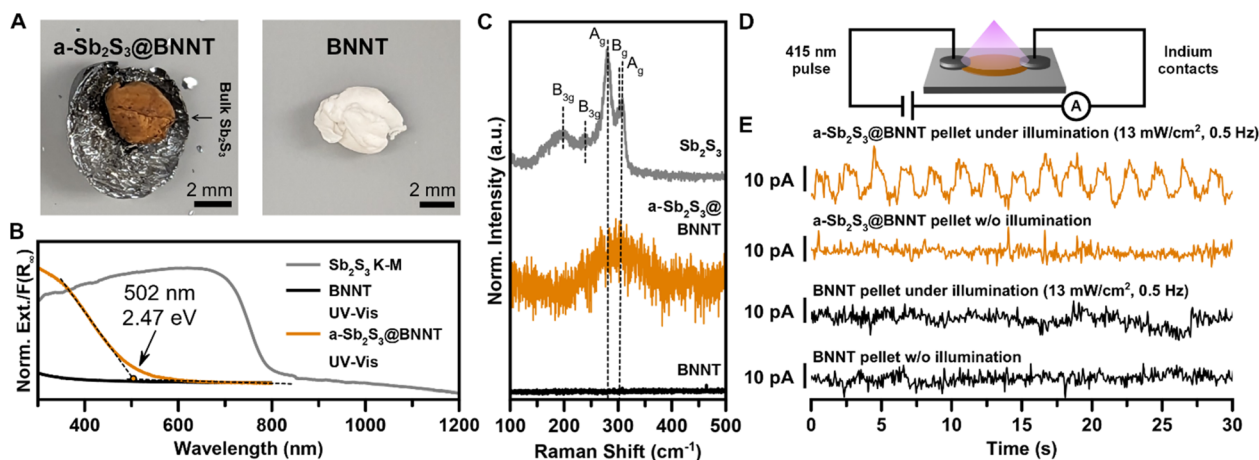 A
a-Sb₂S₃@BNNT
Bulk Sb₂S₃
2 mm
BNNT
2 mm
B
Norm. Ext./F(R∞)
502 nm
2.47 eV
Sb₂S₃ K-M
BNNT
UV-Vis
a-Sb₂S₃@BNNT
UV-Vis
400 600 800 1000 1200
Wavelength (nm)
C
Norm. Intensity (a.u.)
Ag
Bg
Ag
B3g
B3g
Sb₂S₃
a-Sb₂S₃@
BNNT
BNNT
100 200 300 400 500
Raman Shift (cm⁻¹)
D
415 nm
pulse
A
Indium
contacts
E
a-Sb₂S₃@BNNT pellet under illumination (13 mW/cm², 0.5 Hz)
10 pA
a-Sb₂S₃@BNNT pellet w/o illumination
10 pA
BNNT pellet under illumination (13 mW/cm², 0.5 Hz)
10 pA
BNNT pellet w/o illumination
10 pA
0 5 10 15 20 25 30
Time (s)